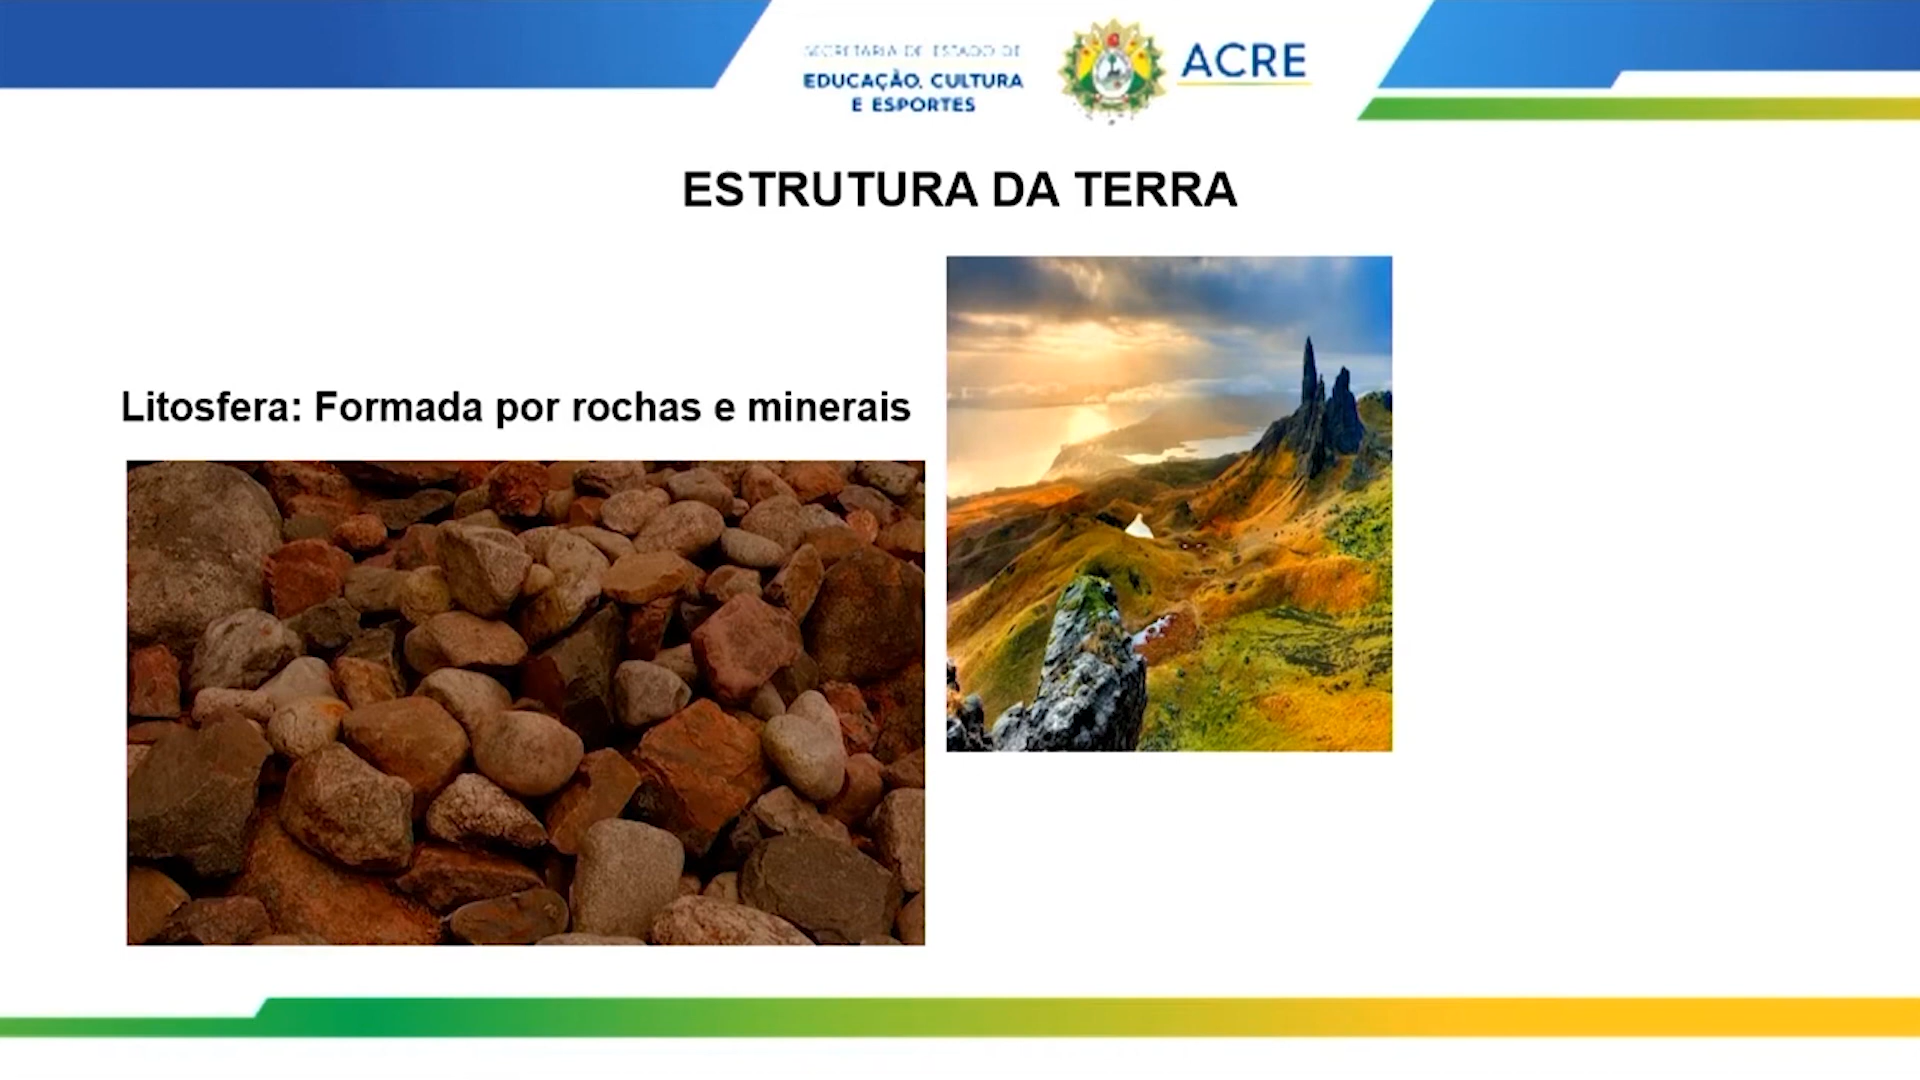 SECRETARIA DE ESTADO DE
EDUCAÇÃO, CULTURA
E ESPORTES
ACRE
ESTRUTURA DA TERRA
Litosfera: Formada por rochas e minerais